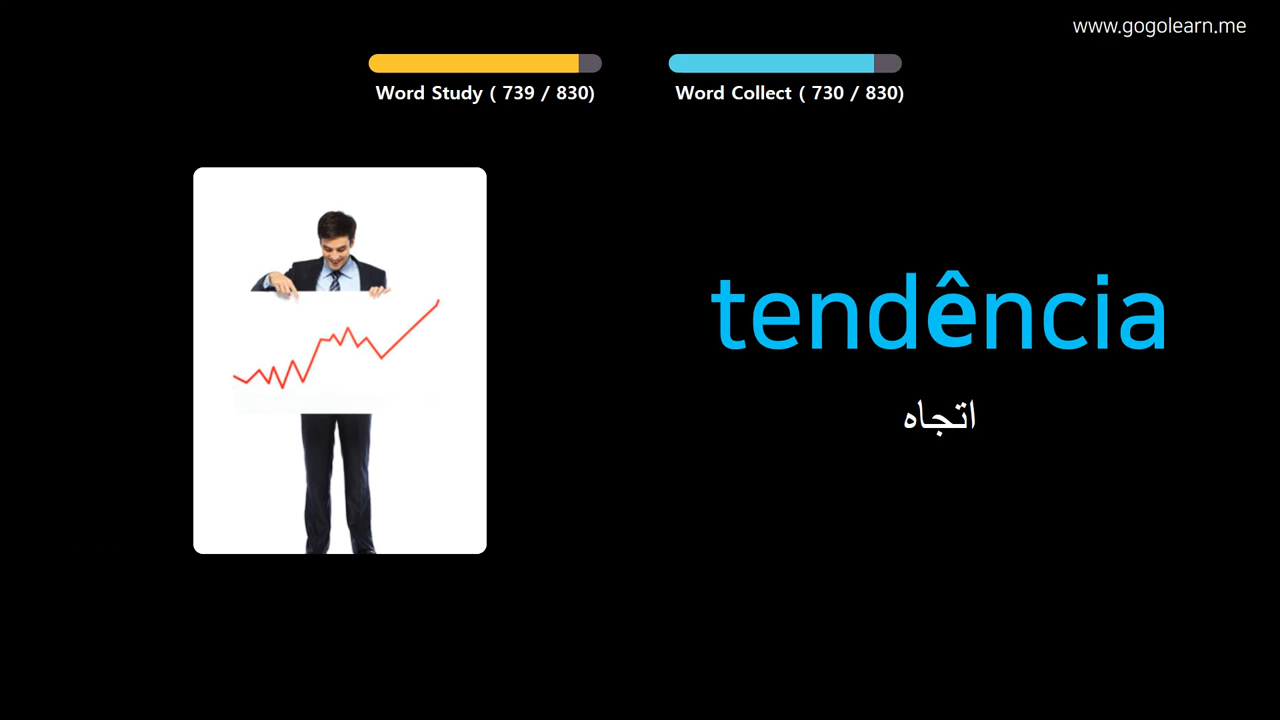 www.gogolearn.me
Word Study ( 739 / 830)
Word Collect ( 730 / 830)
tendência
اتجاه